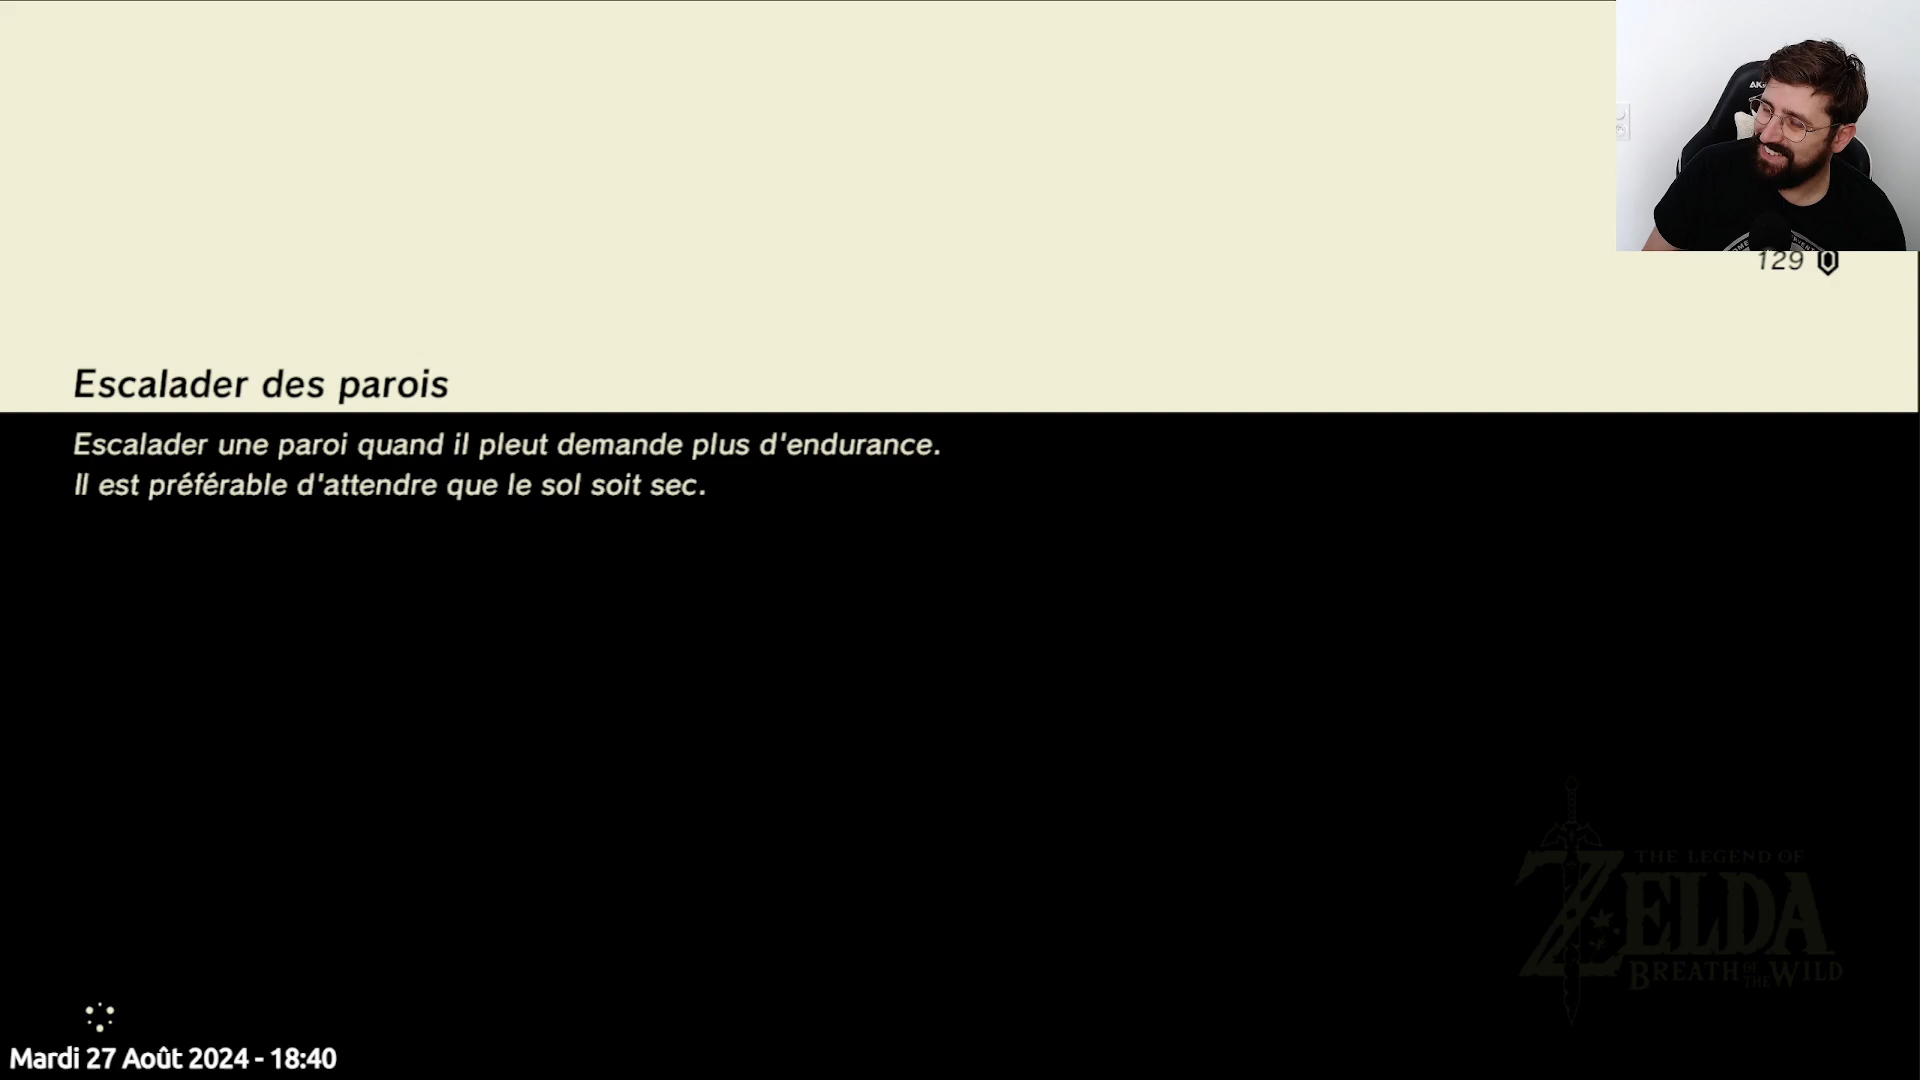 129
Escalader des parois
Escalader une paroi quand il pleut demande plus d'endurance.
Il est préférable d'attendre que le sol soit sec.
THE LEGEND OF
ZELDA
BREATH OF THE WILD
Mardi 27 Août 2024 - 18:40